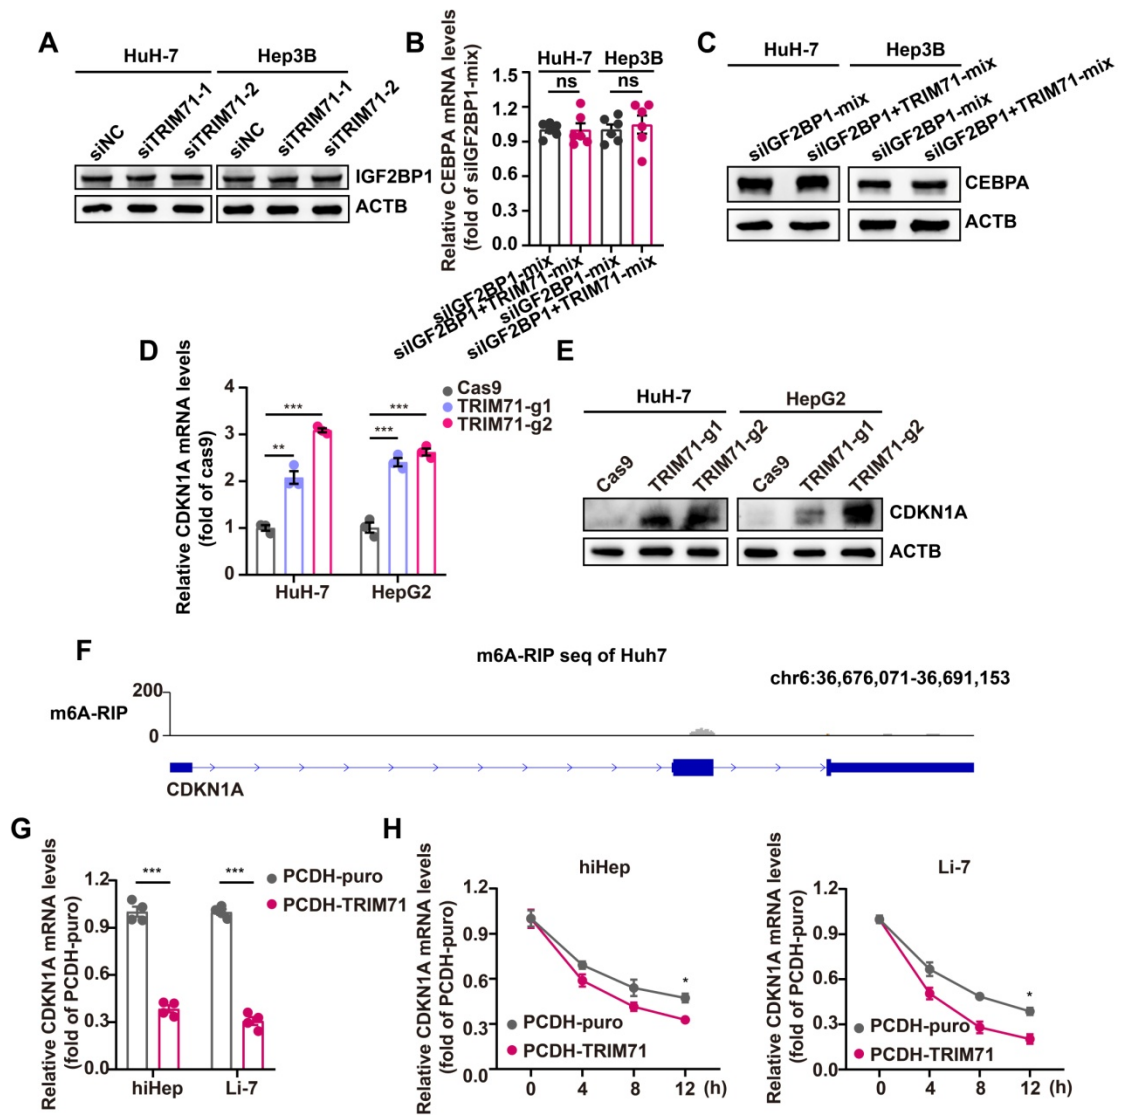 A
HuH-7
Hep3B
siNC
siTRIM71-1
siTRIM71-2
siNC
siTRIM71-1
siTRIM71-2
IGF2BP1
ACTB
B
Relative CEBPA mRNA levels
(fold of siIGF2BP1-mix)
HuH-7
Hep3B
ns
ns
1.5
1.2
0.9
0.6
0.3
0.0
siIGF2BP1-mix
siIGF2BP1+TRIM71-mix
siIGF2BP1-mix
siIGF2BP1+TRIM71-mix
C
HuH-7
Hep3B
siIGF2BP1-mix
siIGF2BP1+TRIM71-mix
siIGF2BP1-mix
siIGF2BP1+TRIM71-mix
CEBPA
ACTB
D
Relative CDKN1A mRNA levels
(fold of cas9)
4
3
2
1
0
**
***
***
***
HuH-7
HepG2
Cas9
TRIM71-g1
TRIM71-g2
E
HuH-7
HepG2
Cas9
TRIM71-g1
TRIM71-g2
Cas9
TRIM71-g1
TRIM71-g2
CDKN1A
ACTB
F
m6A-RIP seq of Huh7
chr6:36,676,071-36,691,153
m6A-RIP
200
0
CDKN1A
G
Relative CDKN1A mRNA levels
(fold of PCDH-puro)
1.2
0.9
0.6
0.3
0.0
***
***
hiHep
Li-7
PCDH-puro
PCDH-TRIM71
H
hiHep
Relative CDKN1A mRNA levels
(fold of PCDH-puro)
1.2
0.9
0.6
0.3
0.0
*
PCDH-puro
PCDH-TRIM71
0 4 8 12 (h)
Li-7
Relative CDKN1A mRNA levels
(fold of PCDH-puro)
1.2
0.9
0.6
0.3
0.0
*
PCDH-puro
PCDH-TRIM71
0 4 8 12 (h)